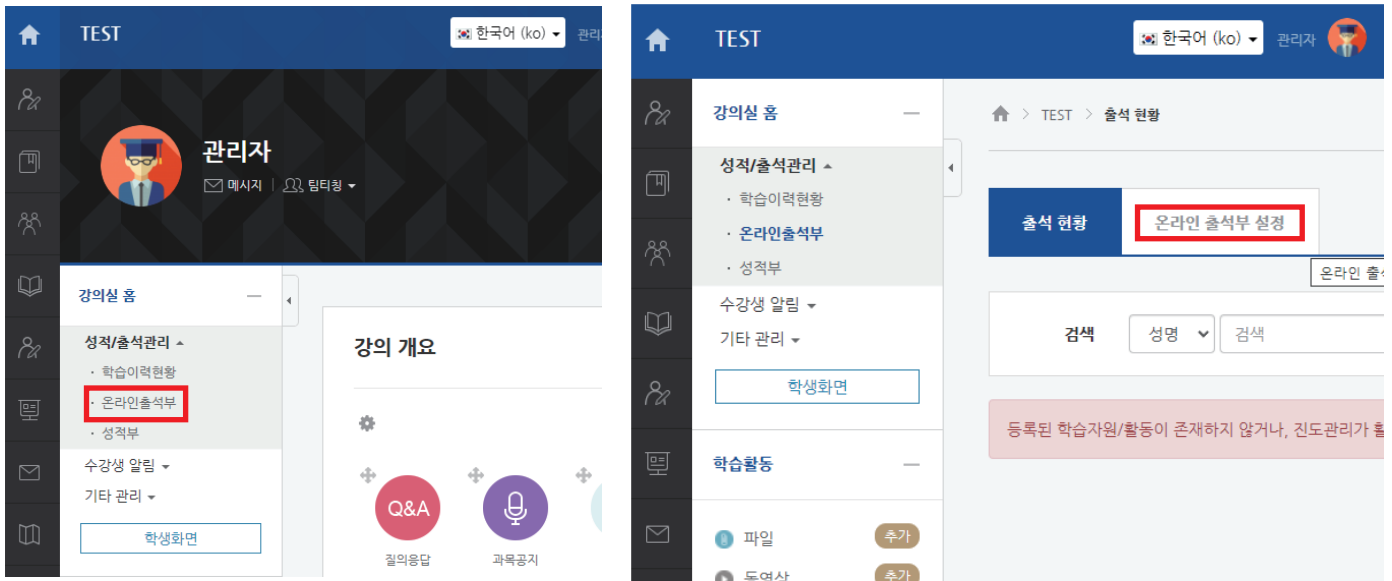 TEST
한국어 (ko)
관리자
메시지 | 팀티칭
강의실 홈
성적/출석관리
· 학습이력현황
· 온라인출석부
· 성적부
수강생 알림
기타 관리
학생화면
강의 개요
Q&A
질의응답
과목공지
TEST
한국어 (ko)
관리자
강의실 홈
성적/출석관리
· 학습이력현황
· 온라인출석부
· 성적부
수강생 알림
기타 관리
학생화면
학습활동
파일
추가
동영상
추가
> TEST > 출석 현황
출석 현황
온라인 출석부 설정
온라인
검색
성명
검색
등록된 학습자원/활동이 존재하지 않거나, 진도관리가